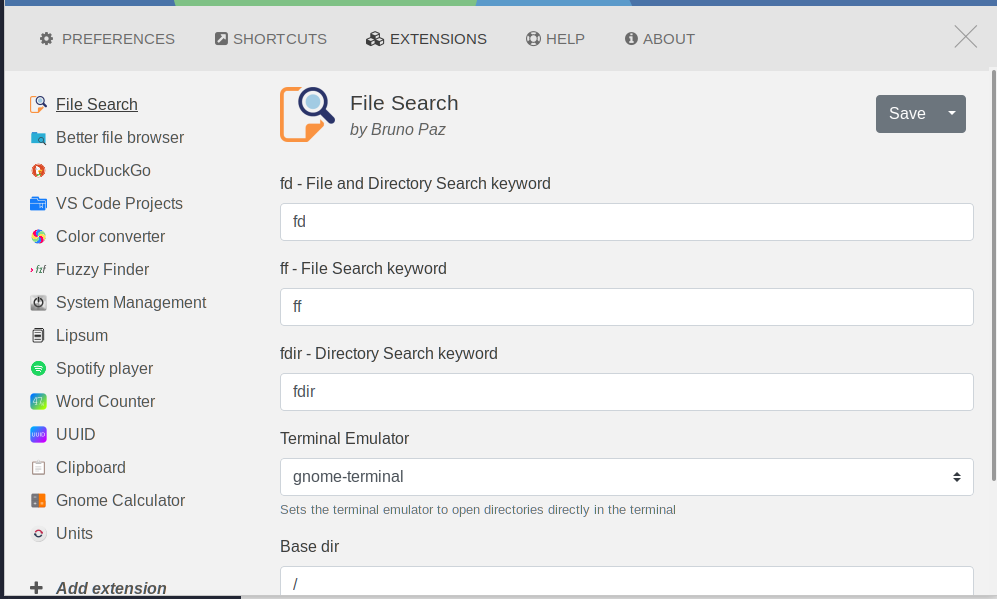 PREFERENCES SHORTCUTS EXTENSIONS HELP ABOUT
File Search
Better file browser
DuckDuckGo
VS Code Projects
Color converter
fzf Fuzzy Finder
System Management
Lipsum
Spotify player
42 Word Counter
UUID UUID
Clipboard
Gnome Calculator
Units
Add extension
File Search
by Bruno Paz
Save
fd - File and Directory Search keyword
fd
ff - File Search keyword
ff
fdir - Directory Search keyword
fdir
Terminal Emulator
gnome-terminal
Sets the terminal emulator to open directories directly in the terminal
Base dir
/